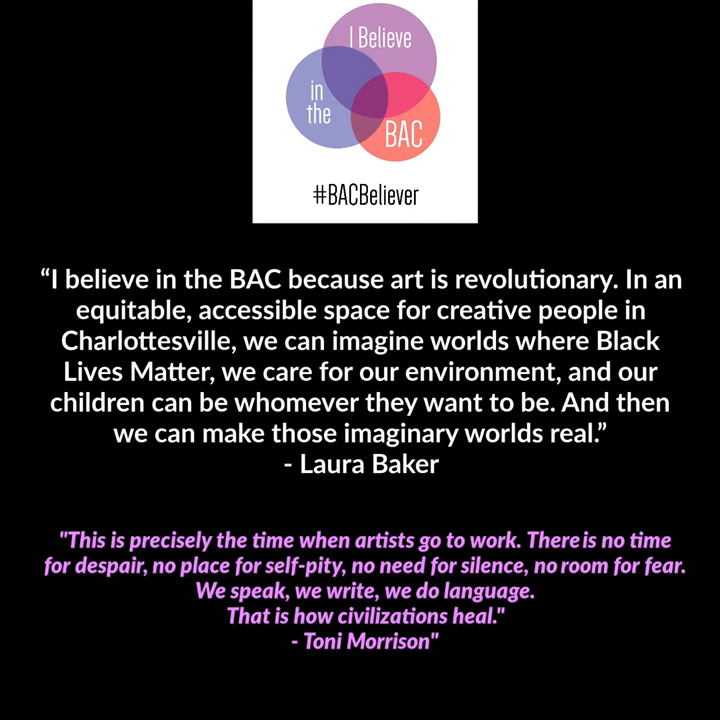 I Believe
in
the
BAC
#BACBeliever
“I believe in the BAC because art is revolutionary. In an
equitable, accessible space for creative people in
Charlottesville, we can imagine worlds where Black
Lives Matter, we care for our environment, and our
children can be whomever they want to be. And then
we can make those imaginary worlds real.”
- Laura Baker
"This is precisely the time when artists go to work. There is no time
for despair, no place for self-pity, no need for silence, no room for fear.
We speak, we write, we do language.
That is how civilizations heal."
- Toni Morrison"